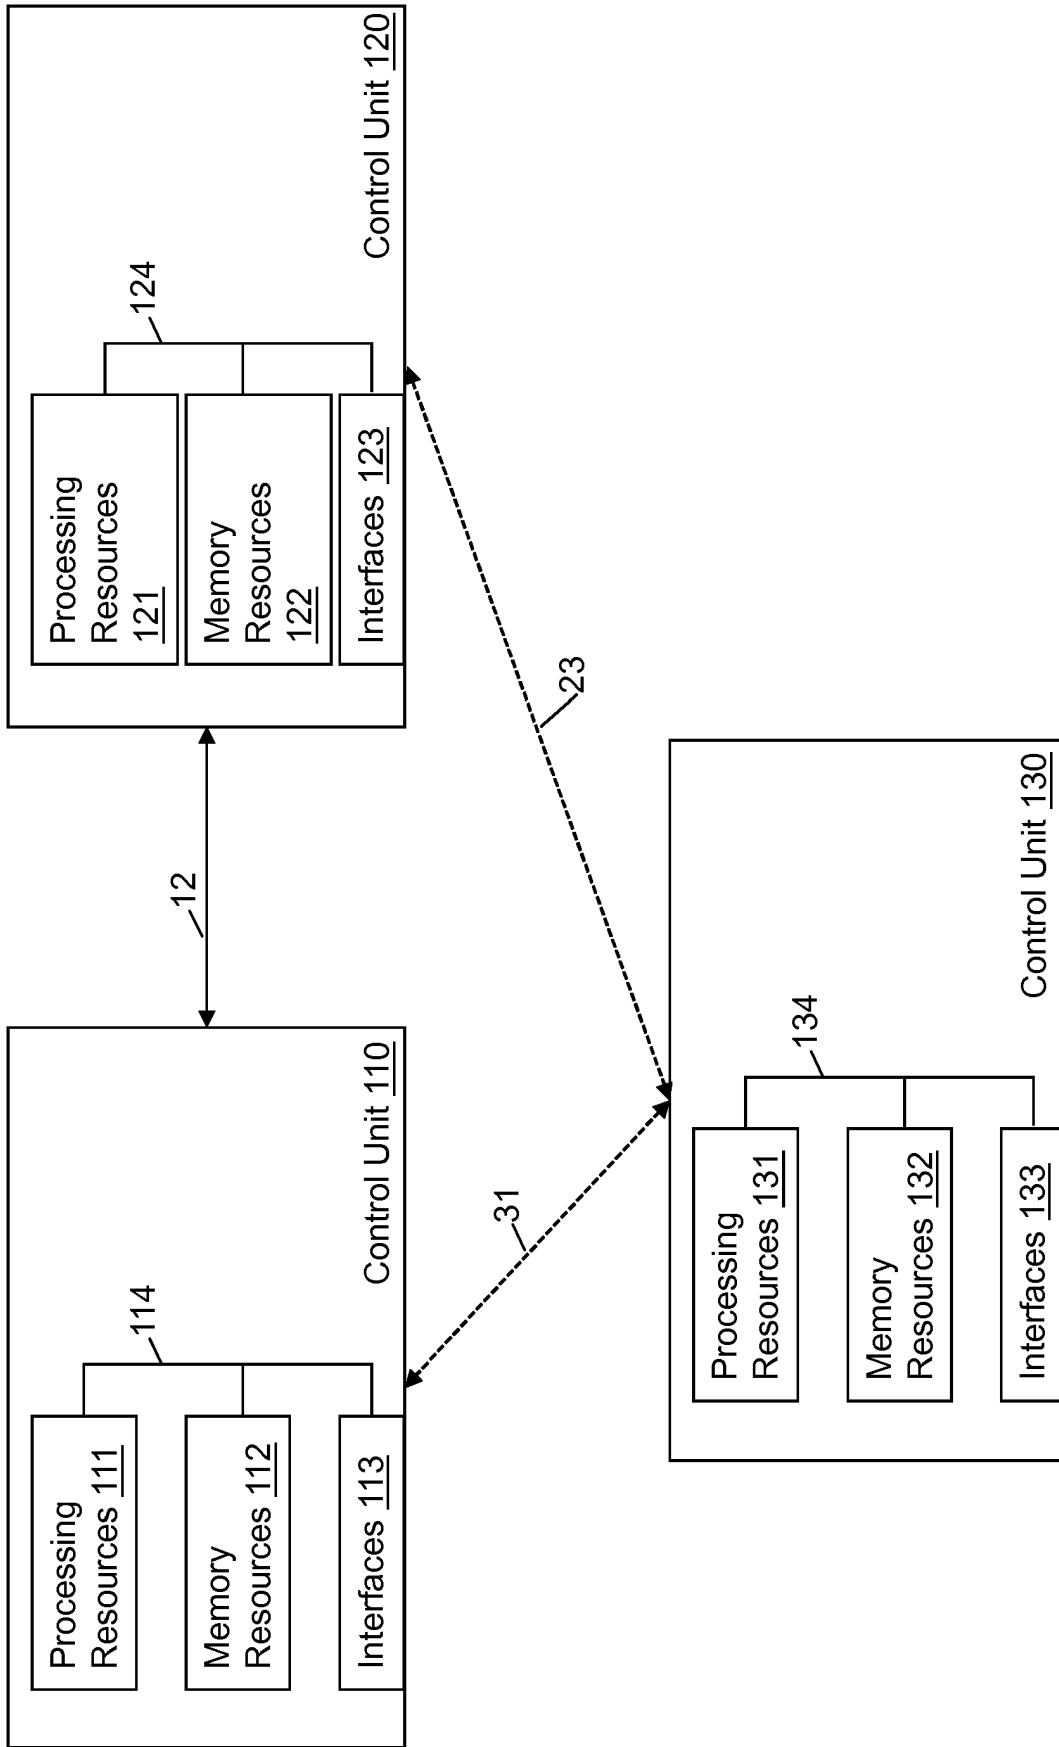 Processing
Resources 111
Memory
Resources 112
Interfaces 113
114
Control Unit 110
12
Processing
Resources
121
Memory
Resources
122
Interfaces 123
124
Control Unit 120
31
23
Processing
Resources 131
Memory
Resources 132
Interfaces 133
134
Control Unit 130